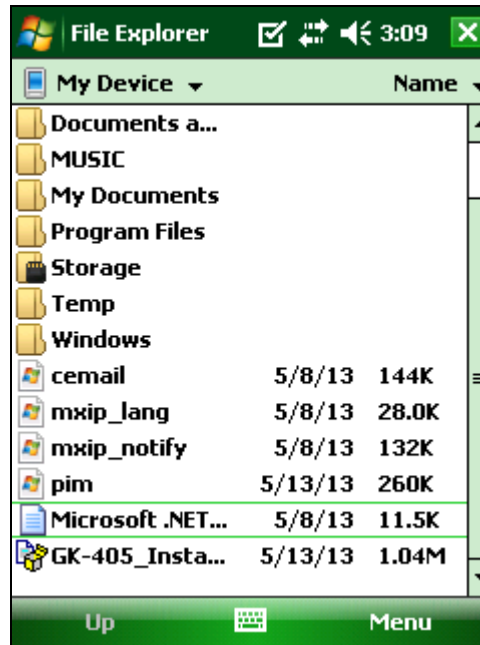 File Explorer 3:09
My Device Name
Documents a...
MUSIC
My Documents
Program Files
Storage
Temp
Windows
cemail 5/8/13 144K
mxip_lang 5/8/13 28.0K
mxip_notify 5/8/13 132K
pim 5/13/13 260K
Microsoft .NET... 5/8/13 11.5K
GK-405_Insta... 5/13/13 1.04M
Up Menu